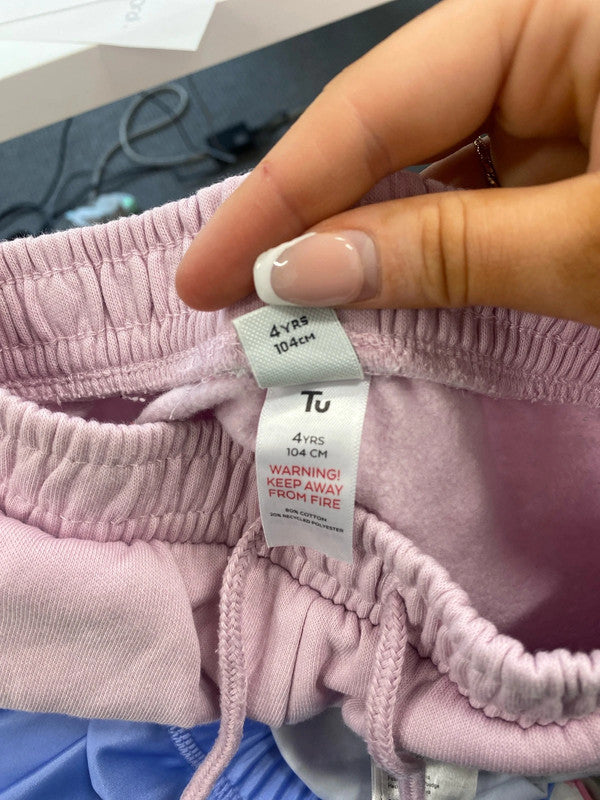 4YRS
104CM
TU
4YRS
104 CM
WARNING!
KEEP AWAY
FROM FIRE
80% COTTON
20% RECYCLED POLYESTER